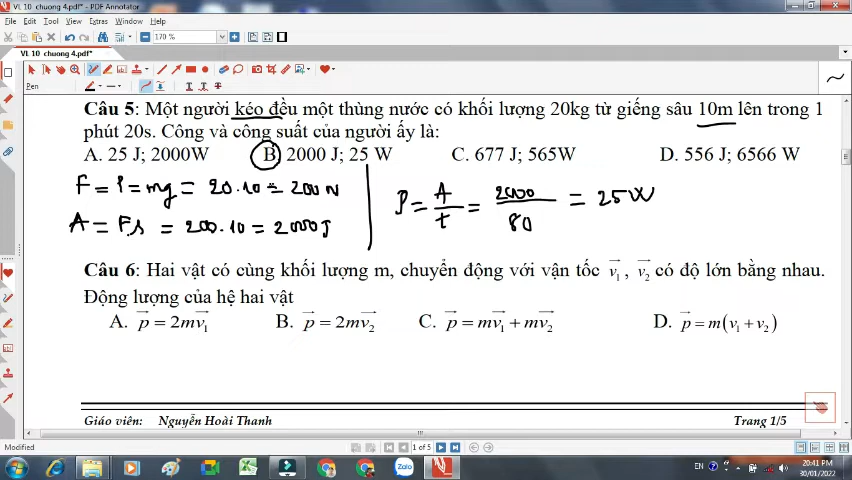 VL 10 chuong 4.pdf* - PDF Annotator
File Edit Tool View Extras Window Help
170 %
VL 10 chuong 4.pdf*
Pen
Câu 5: Một người kéo đều một thùng nước có khối lượng 20kg từ giếng sâu 10m lên trong 1
phút 20s. Công và công suất của người ấy là:
A. 25 J; 2000W B. 2000 J; 25 W C. 677 J; 565W D. 556 J; 6566 W
F = P = mg = 20.10 = 200 N
A = F.s = 200.10 = 2000 J
P = A/t = 2000/80 = 25 W
Câu 6: Hai vật có cùng khối lượng m, chuyển động với vận tốc v₁→ , v₂→ có độ lớn bằng nhau.
Động lượng của hệ hai vật
A. p→ = 2mv₁→ B. p→ = 2mv₂→ C. p→ = mv₁→ + mv₂→ D. p→ = m(v₁ + v₂)
Giáo viên: Nguyễn Hoài Thanh Trang 1/5
Modified 1 of 5
Zalo EN 20:41 PM
30/01/2022